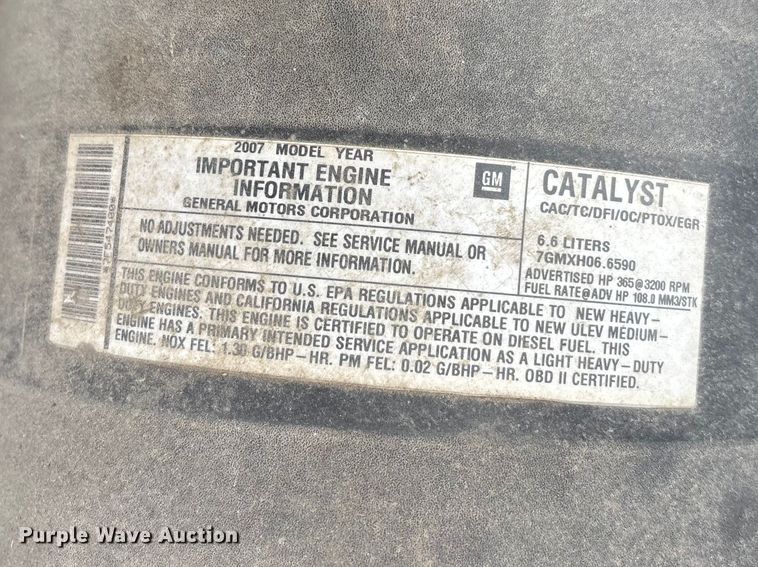 2007 MODEL YEAR
IMPORTANT ENGINE
INFORMATION
GENERAL MOTORS CORPORATION
GM
CATALYST
CAC/TC/DFI/OC/PTOX/EGR
NO ADJUSTMENTS NEEDED. SEE SERVICE MANUAL OR
OWNERS MANUAL FOR MORE INFORMATION.
6.6 LITERS
7GMXH06.6590
ADVERTISED HP 365@3200 RPM
FUEL RATE@ADV HP 108.0 MM3/STK
THIS ENGINE CONFORMS TO U.S. EPA REGULATIONS APPLICABLE TO NEW HEAVY-
DUTY ENGINES AND CALIFORNIA REGULATIONS APPLICABLE TO NEW ULEV MEDIUM-
DUTY ENGINES. THIS ENGINE IS CERTIFIED TO OPERATE ON DIESEL FUEL. THIS
ENGINE HAS A PRIMARY INTENDED SERVICE APPLICATION AS A LIGHT HEAVY-DUTY
ENGINE. NOX FEL: 1.30 G/BHP-HR. PM FEL: 0.02 G/BHP-HR. OBD II CERTIFIED.
Purple Wave Auction